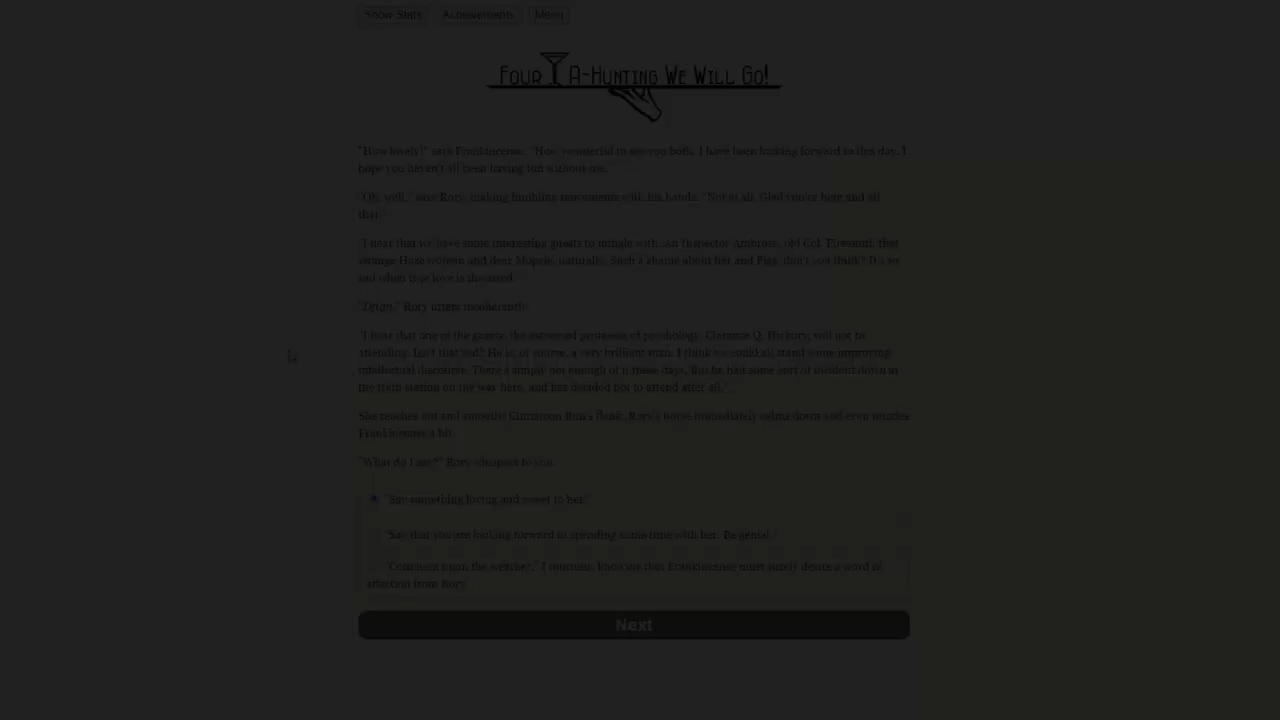 Show Stats Achievements Menu
Four A-Hunting We Will Go!
"How lovely!" says Frankincense. "How wonderful to see you both. I have been looking forward to this day. I
hope you haven't all been having fun without me."
"Oh, well," says Rory, making fumbling movements with his hands. "Not at all. Glad you're here and all
that."
"I hear that we have some interesting guests to mingle with. An Inspector Ambrose, old Col. Firesnuff, that
strange Haze woman and dear Mopsie, naturally. Such a shame about her and Figs, don't you think? It's so
sad when true love is thwarted."
Rory utters incoherently.
"I hear that one of the guests, the esteemed professor of psychology, Clarence Q. Hickory, will not be
attending. Isn't that sad? He is, of course, a very brilliant man. I think we could all stand some improving
intellectual discourse. There's simply not enough of it these days. But he had some sort of incident down in
the train station on the way here, and has decided not to attend after all."
She reaches out and smooths Cinnamon Bun's flank. Rory's horse immediately calms down and even nuzzles
Frankincense a bit.
"What do I say?" Rory whispers to you.
"Say something loving and sweet to her."
"Say that you are looking forward to spending some time with her. Be genial."
"Comment upon the weather," I murmur, knowing that Frankincense must surely desire a word of
affection from Rory.
Next